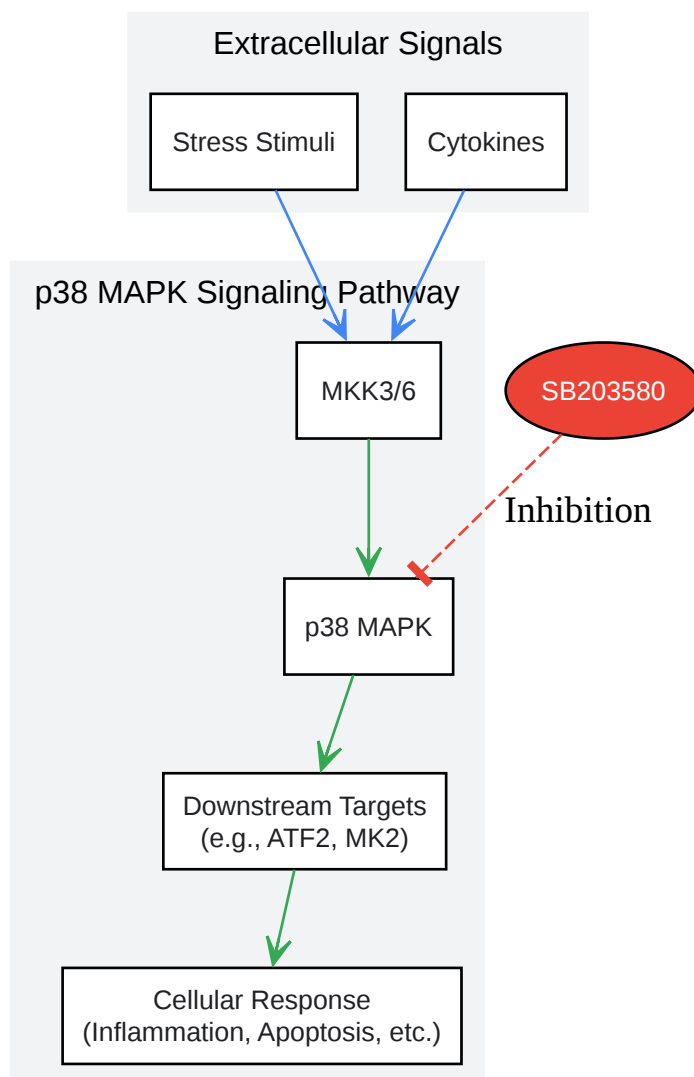 Extracellular Signals
Stress Stimuli
Cytokines
p38 MAPK Signaling Pathway
MKK3/6
SB203580
Inhibition
p38 MAPK
Downstream Targets
(e.g., ATF2, MK2)
Cellular Response
(Inflammation, Apoptosis, etc.)